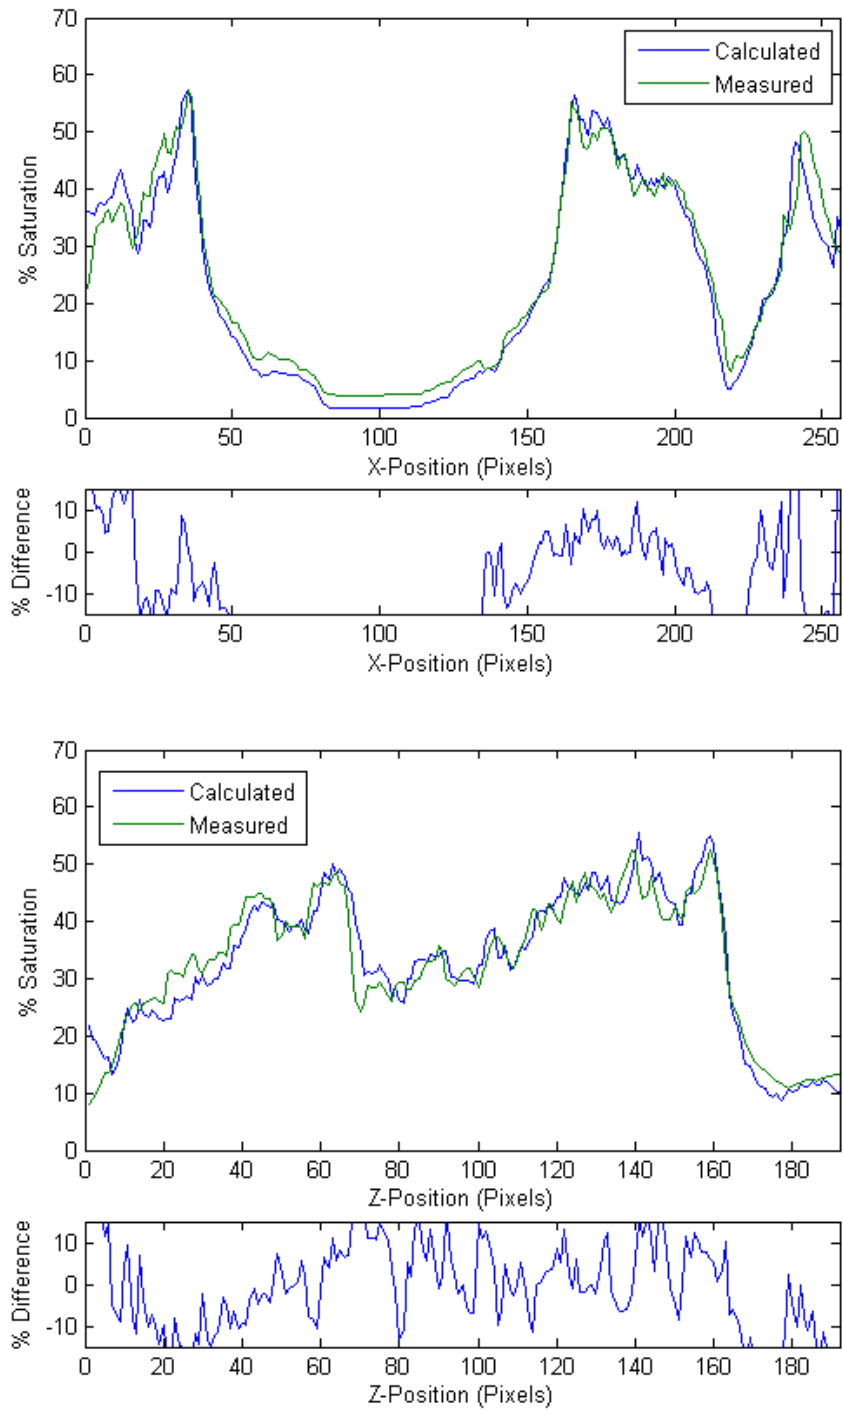 70
60
50
40
30
20
10
0
% Saturation
Calculated
Measured
0 50 100 150 200 250
X-Position (Pixels)
10
0
-10
% Difference
0 50 100 150 200 250
X-Position (Pixels)
70
60
50
40
30
20
10
0
% Saturation
Calculated
Measured
0 20 40 60 80 100 120 140 160 180
Z-Position (Pixels)
10
0
-10
% Difference
0 20 40 60 80 100 120 140 160 180
Z-Position (Pixels)